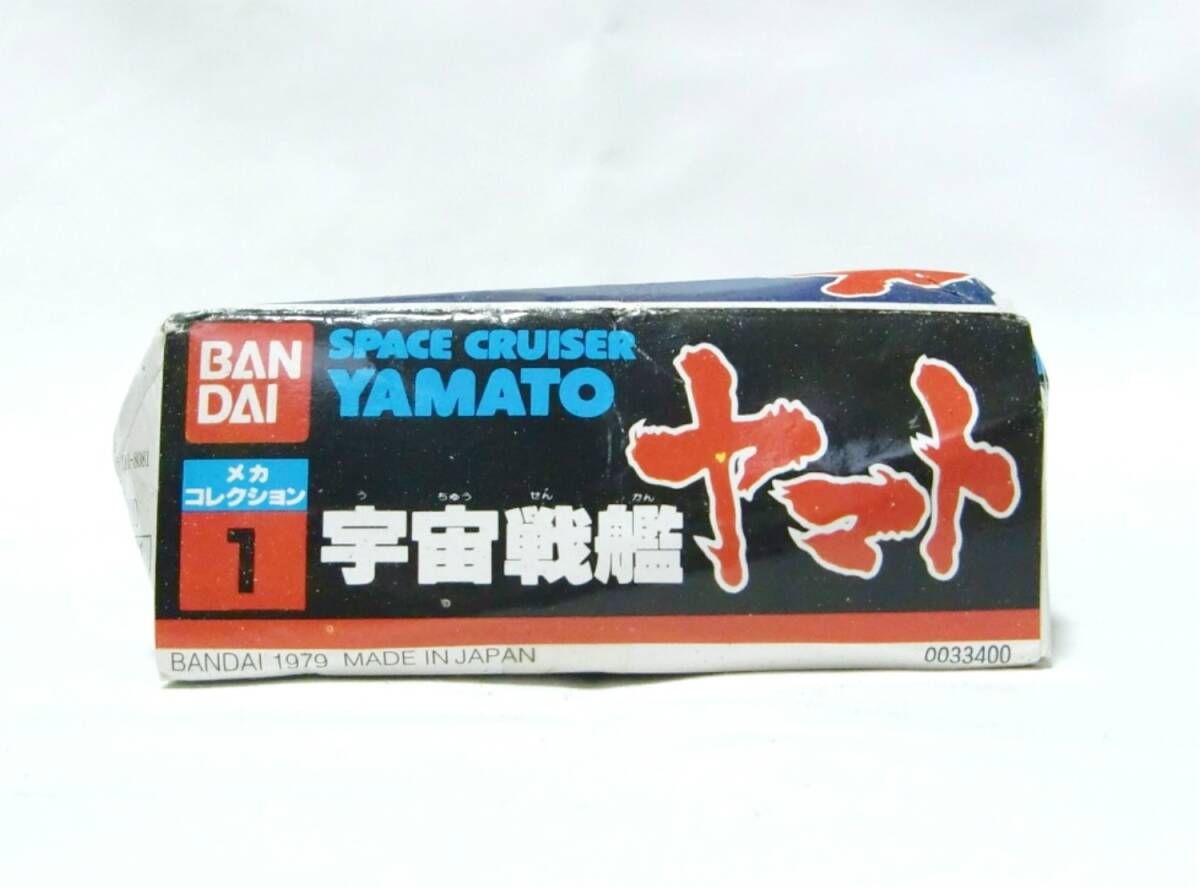 BAN
DAI
SPACE CRUISER
YAMATO
メカ
コレクション
1
う ちゅう せん かん
宇宙戦艦
ヤマト
BANDAI 1979 MADE IN JAPAN
0033400